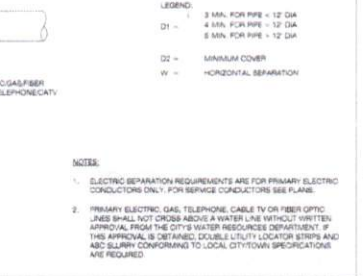 LEGEND:
3 MIN. FOR PIPE < 12" DIA
D1 - 4 MIN. FOR PIPE - 12" DIA
5 MIN. FOR PIPE < 12" DIA
D2 - MINIMUM COVER
W - HORIZONTAL SEPARATION
C,GAS,FIBER
TELEPHONE,CATV
NOTES:
1. ELECTRIC SEPARATION REQUIREMENTS ARE FOR PRIMARY ELECTRIC
CONDUCTORS ONLY. FOR SERVICE CONDUCTORS SEE PLANS.
2. PRIMARY ELECTRIC, GAS, TELEPHONE, CABLE TV OR FIBER OPTIC
LINES SHALL NOT CROSS ABOVE A WATER LINE WITHOUT WRITTEN
APPROVAL FROM THE CITY'S WATER RESOURCES DEPARTMENT. IF
THIS APPROVAL IS OBTAINED, DOUBLE UTILITY LOCATOR STRIPS AND
ABC SLURRY CONFORMING TO LOCAL CITY/TOWN SPECIFICATIONS
ARE REQUIRED.